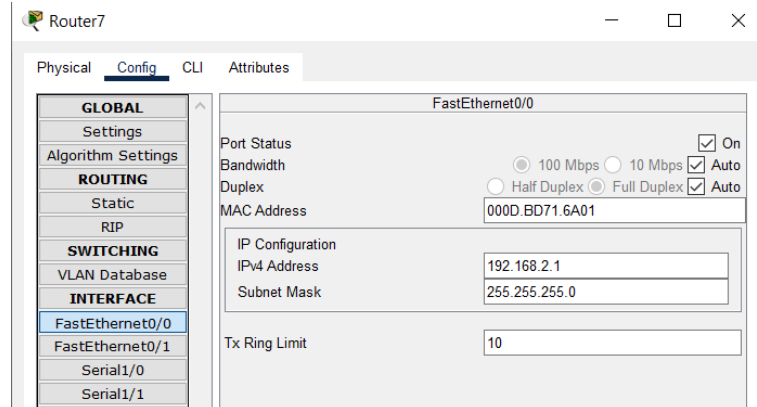 Router7
Physical Config CLI Attributes
GLOBAL
Settings
Algorithm Settings
ROUTING
Static
RIP
SWITCHING
VLAN Database
INTERFACE
FastEthernet0/0
FastEthernet0/1
Serial1/0
Serial1/1
FastEthernet0/0
Port Status On
Bandwidth 100 Mbps 10 Mbps Auto
Duplex Half Duplex Full Duplex Auto
MAC Address 000D.BD71.6A01
IP Configuration
IPv4 Address 192.168.2.1
Subnet Mask 255.255.255.0
Tx Ring Limit 10